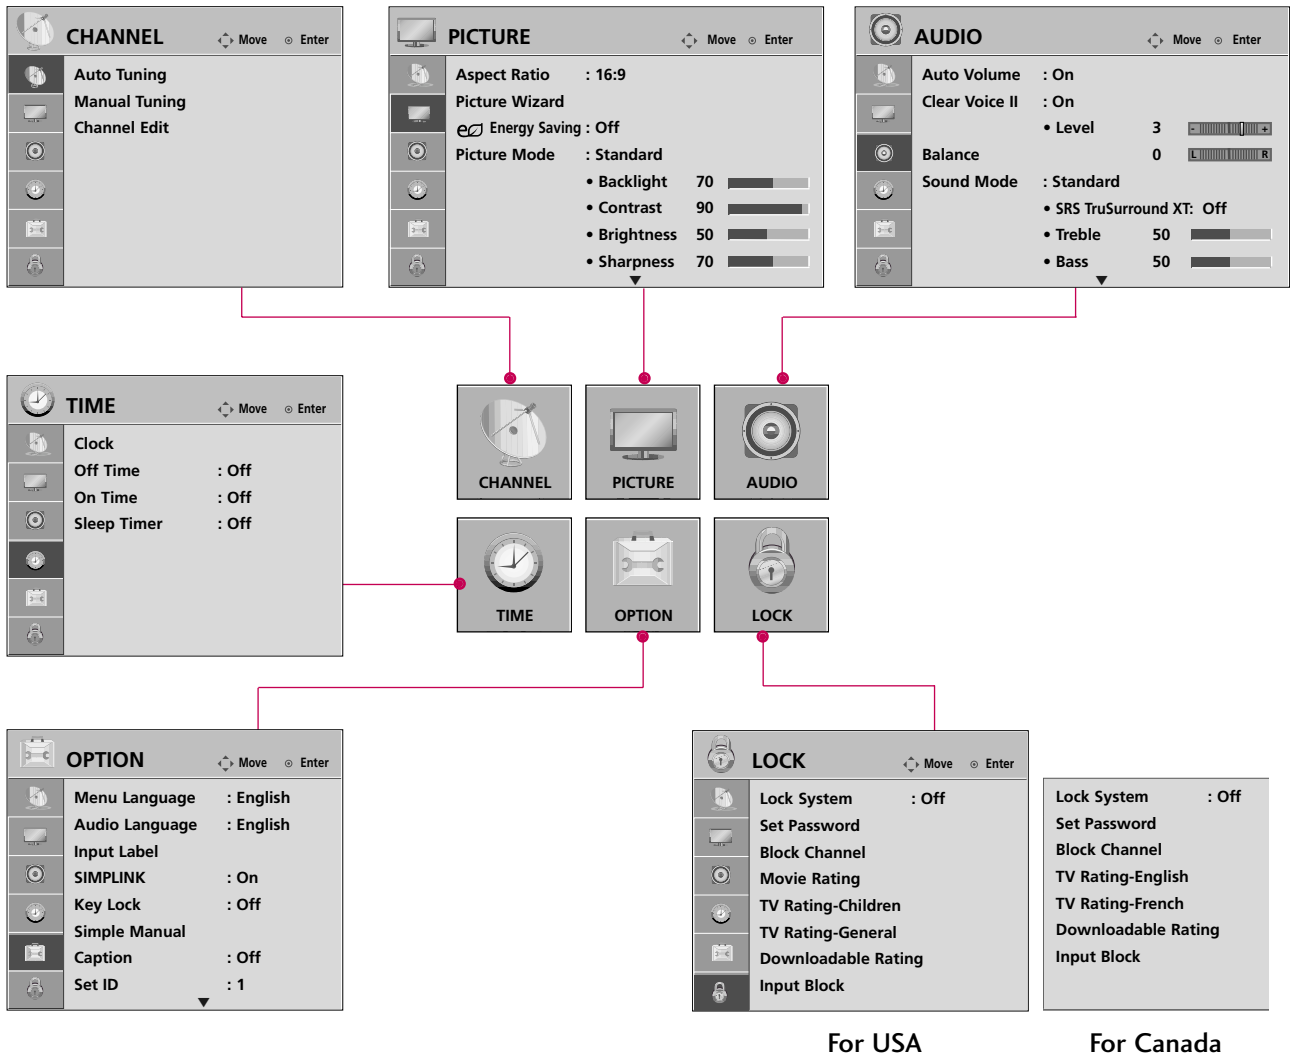 CHANNEL Move Enter
Auto Tuning
Manual Tuning
Channel Edit
PICTURE Move Enter
Aspect Ratio : 16:9
Picture Wizard
Energy Saving : Off
Picture Mode : Standard
• Backlight 70
• Contrast 90
• Brightness 50
• Sharpness 70
AUDIO Move Enter
Auto Volume : On
Clear Voice II : On
• Level 3 - +
Balance 0 L R
Sound Mode : Standard
• SRS TruSurround XT: Off
• Treble 50
• Bass 50
TIME Move Enter
Clock
Off Time : Off
On Time : Off
Sleep Timer : Off
CHANNEL
PICTURE
AUDIO
TIME
OPTION
LOCK
OPTION Move Enter
Menu Language : English
Audio Language : English
Input Label
SIMPLINK : On
Key Lock : Off
Simple Manual
Caption : Off
Set ID : 1
LOCK Move Enter
Lock System : Off
Set Password
Block Channel
Movie Rating
TV Rating-Children
TV Rating-General
Downloadable Rating
Input Block
For USA
Lock System : Off
Set Password
Block Channel
TV Rating-English
TV Rating-French
Downloadable Rating
Input Block
For Canada